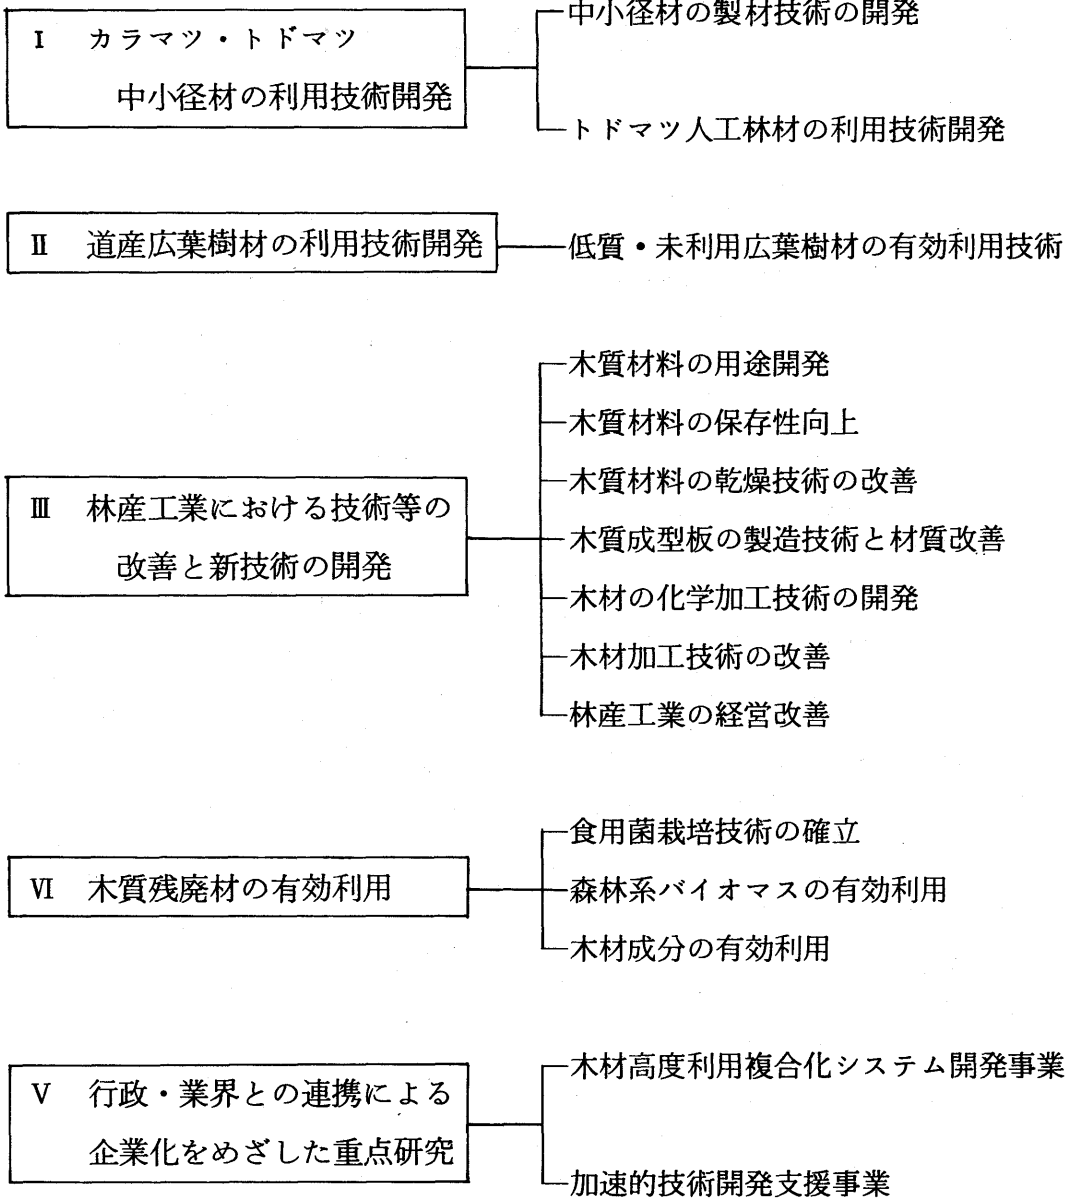 I カラマツ・トドマツ
中小径材の利用技術開発
中小径材の製材技術の開発
トドマツ人工林材の利用技術開発
II 道産広葉樹材の利用技術開発
低質・未利用広葉樹材の有効利用技術
III 林産工業における技術等の
改善と新技術の開発
木質材料の用途開発
木質材料の保存性向上
木質材料の乾燥技術の改善
木質成型板の製造技術と材質改善
木材の化学加工技術の開発
木材加工技術の改善
林産工業の経営改善
VI 木質残廃材の有効利用
食用菌栽培技術の確立
森林系バイオマスの有効利用
木材成分の有効利用
V 行政・業界との連携による
企業化をめざした重点研究
木材高度利用複合化システム開発事業
加速的技術開発支援事業